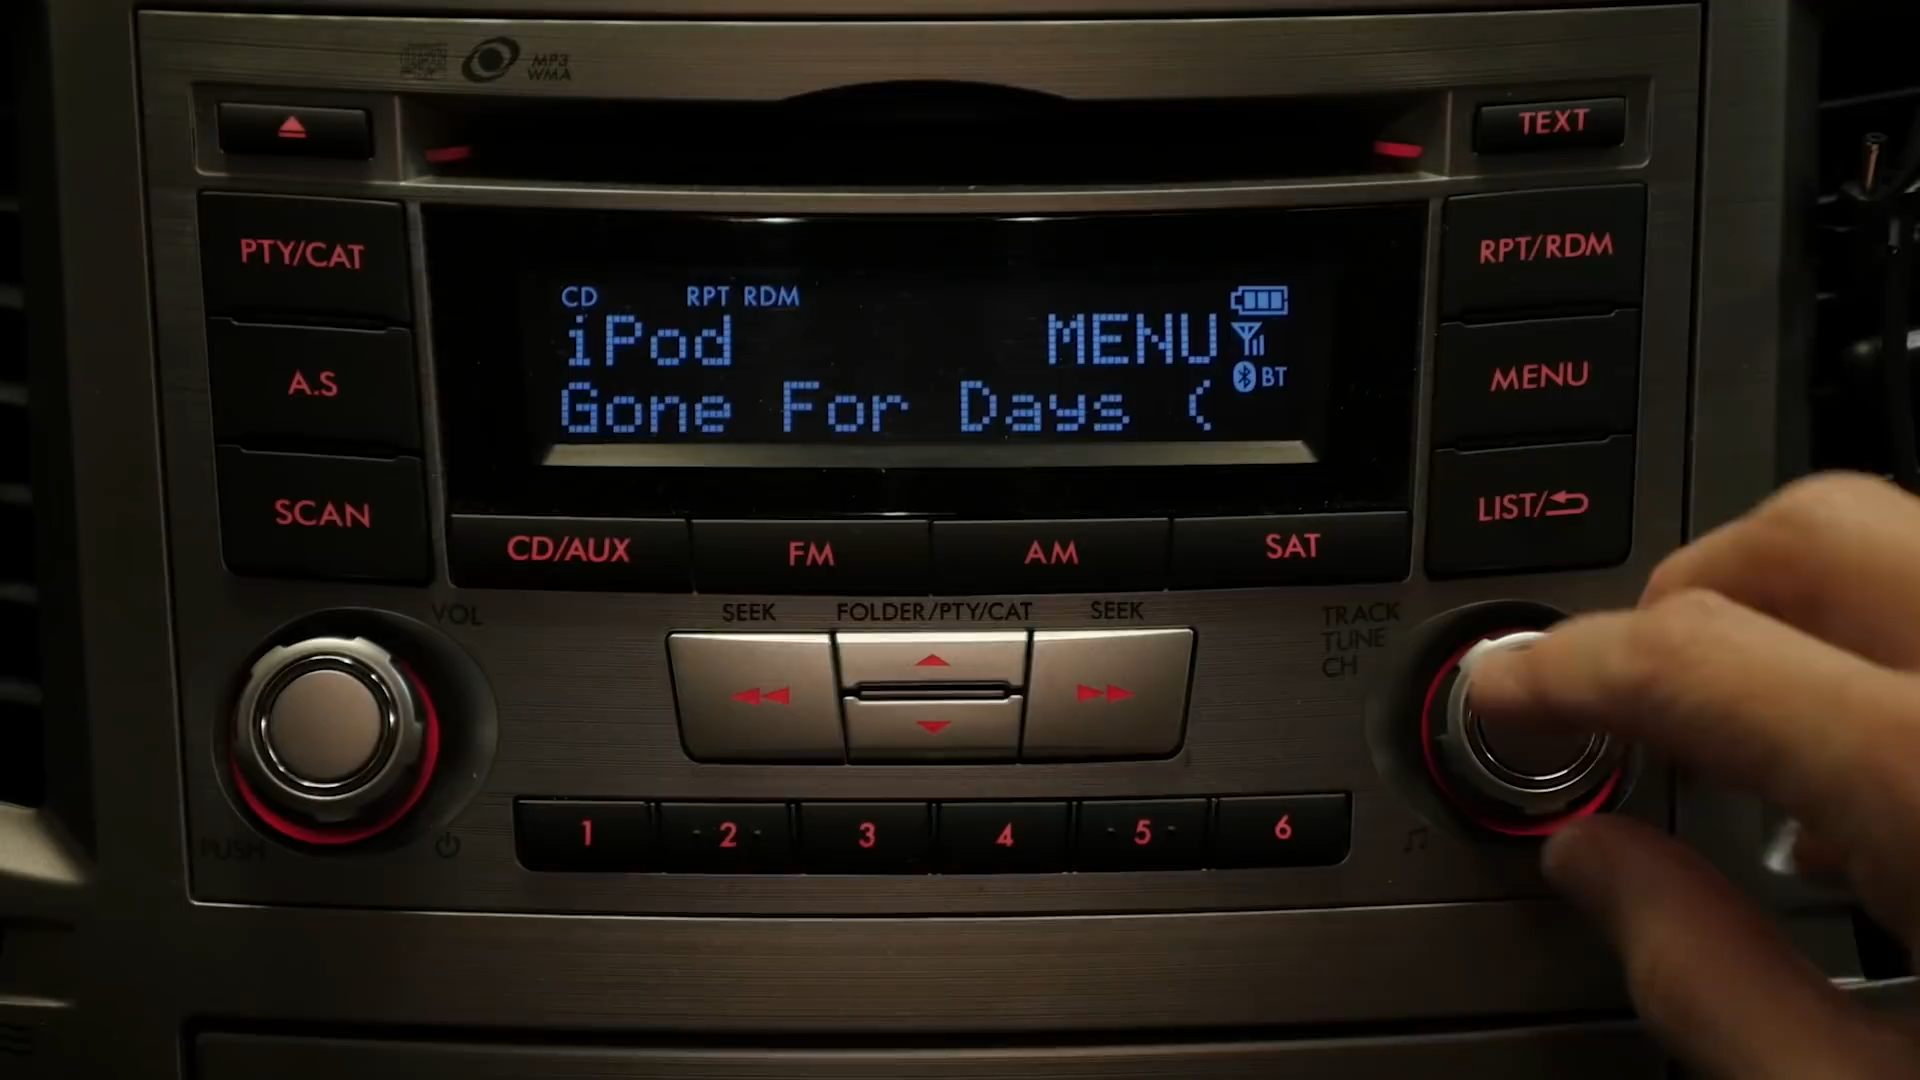 MP3
WMA
TEXT
PTY/CAT
A.S
SCAN
CD RPT RDM
iPod MENU
Gone For Days (
BT
RPT/RDM
MENU
LIST/
CD/AUX FM AM SAT
VOL
SEEK FOLDER/PTY/CAT SEEK
TRACK
TUNE
CH
PUSH
1 -2- 3 4 -5- 6